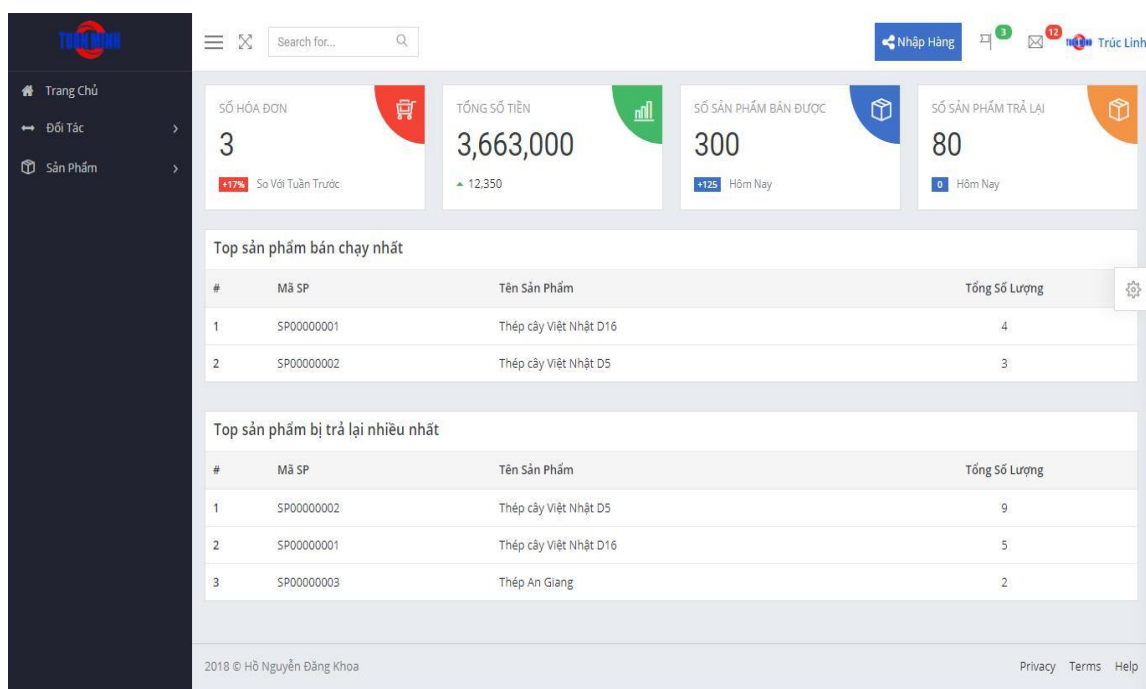 TUẤN MINH
Search for...
Nhập Hàng
3
12
Trúc Linh
Trang Chủ
Đối Tác
Sản Phẩm
SỐ HÓA ĐƠN
3
+17% So Với Tuần Trước
TỔNG SỐ TIỀN
3,663,000
12,350
SỐ SẢN PHẨM BÁN ĐƯỢC
300
+125 Hôm Nay
SỐ SẢN PHẨM TRẢ LẠI
80
0 Hôm Nay
Top sản phẩm bán chạy nhất
# Mã SP Tên Sản Phẩm Tổng Số Lượng
1 SP00000001 Thép cây Việt Nhật D16 4
2 SP00000002 Thép cây Việt Nhật D5 3
Top sản phẩm bị trả lại nhiều nhất
# Mã SP Tên Sản Phẩm Tổng Số Lượng
1 SP00000002 Thép cây Việt Nhật D5 9
2 SP00000001 Thép cây Việt Nhật D16 5
3 SP00000003 Thép An Giang 2
2018 © Hồ Nguyễn Đăng Khoa
Privacy Terms Help